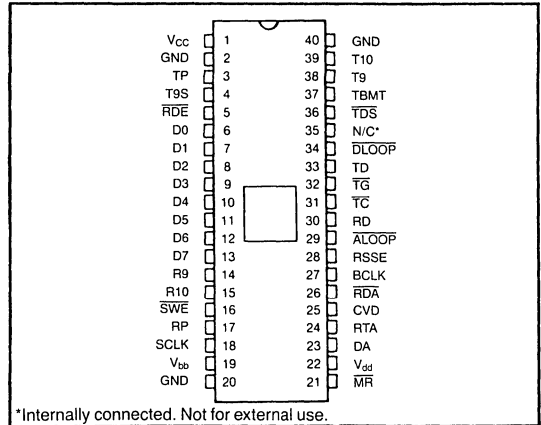 VCC 1 40 GND
GND 2 39 T10
TP 3 38 T9
T9S 4 37 TBMT
RDE 5 36 TDS
D0 6 35 N/C*
D1 7 34 DLOOP
D2 8 33 TD
D3 9 32 TG
D4 10 31 TC
D5 11 30 RD
D6 12 29 ALOOP
D7 13 28 RSSE
R9 14 27 BCLK
R10 15 26 RDA
SWE 16 25 CVD
RP 17 24 RTA
SCLK 18 23 DA
Vbb 19 22 Vdd
GND 20 21 MR
*Internally connected. Not for external use.